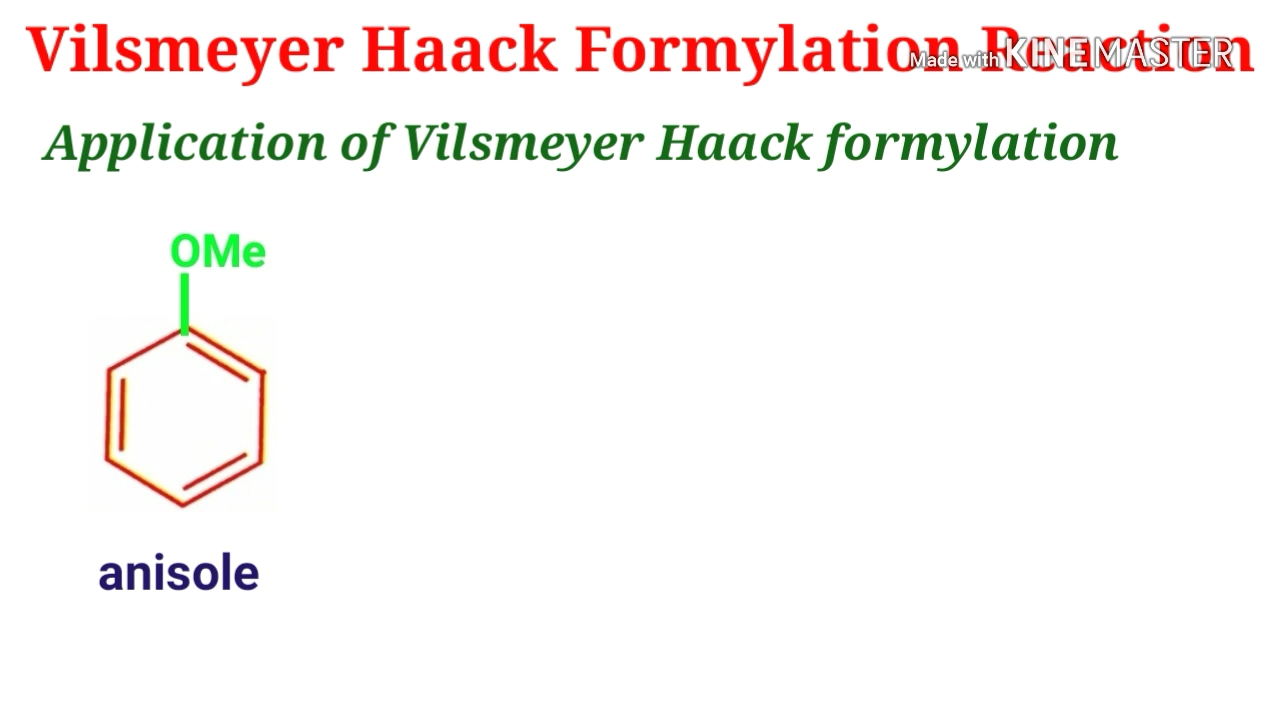 Vilsmeyer Haack Formylation Reaction
Made with KINEMASTER
Application of Vilsmeyer Haack formylation
OMe
anisole